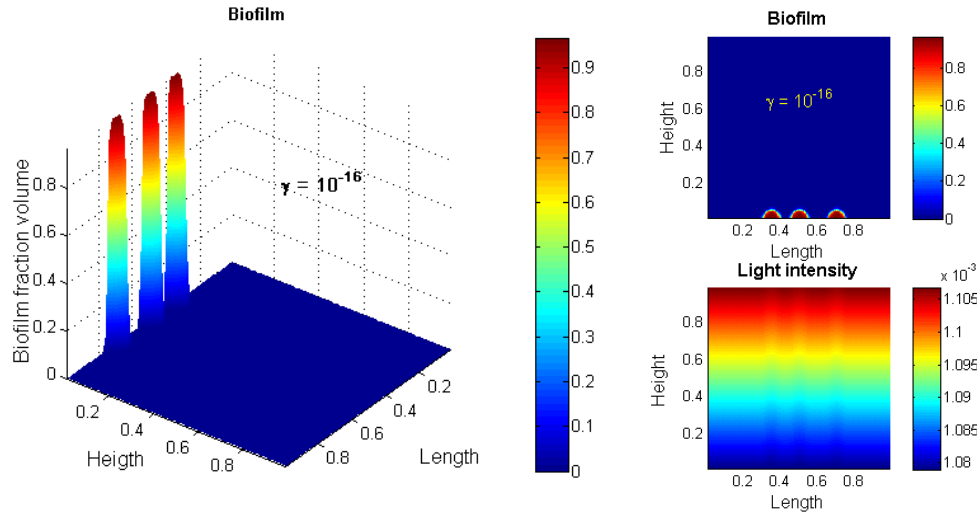 Biofilm
Biofilm fraction volume
0.8
0.6
0.4
0.2
0
γ = 10^-16
0.2
0.4
0.6
0.8
Heigth
0.2
0.4
0.6
0.8
Length
0.9
0.8
0.7
0.6
0.5
0.4
0.3
0.2
0.1
0
Biofilm
Height
0.8
0.6
0.4
0.2
γ = 10^-16
0.2 0.4 0.6 0.8
Length
0.8
0.6
0.4
0.2
0
Light intensity
x 10^-3
Height
0.8
0.6
0.4
0.2
0.2 0.4 0.6 0.8
Length
1.105
1.1
1.095
1.09
1.085
1.08